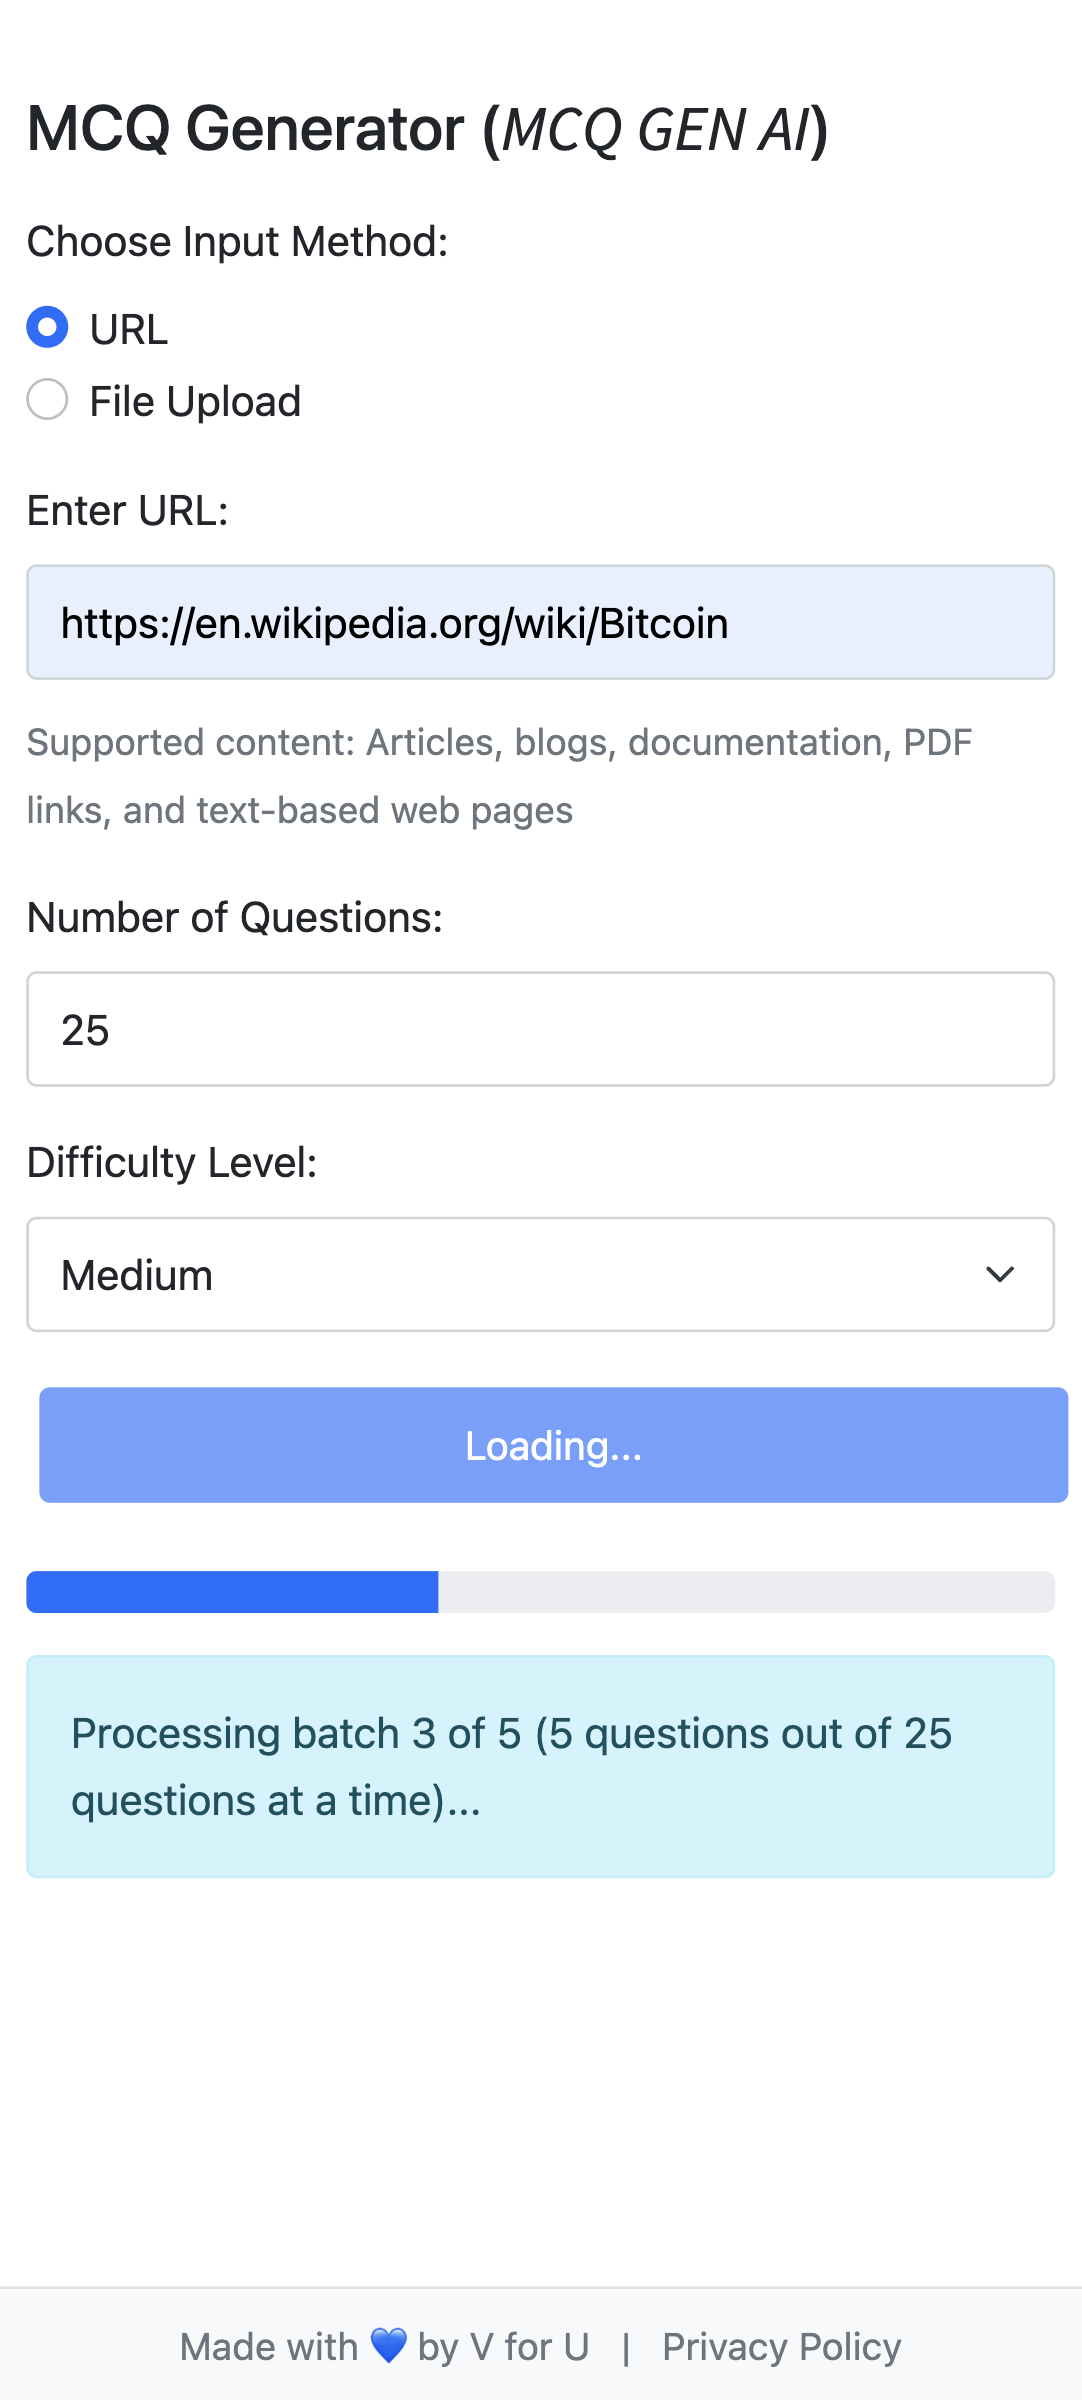 MCQ Generator (MCQ GEN AI)
Choose Input Method:
URL
File Upload
Enter URL:
https://en.wikipedia.org/wiki/Bitcoin
Supported content: Articles, blogs, documentation, PDF
links, and text-based web pages
Number of Questions:
25
Difficulty Level:
Medium
Loading...
Processing batch 3 of 5 (5 questions out of 25
questions at a time)...
Made with 💙 by V for U | Privacy Policy